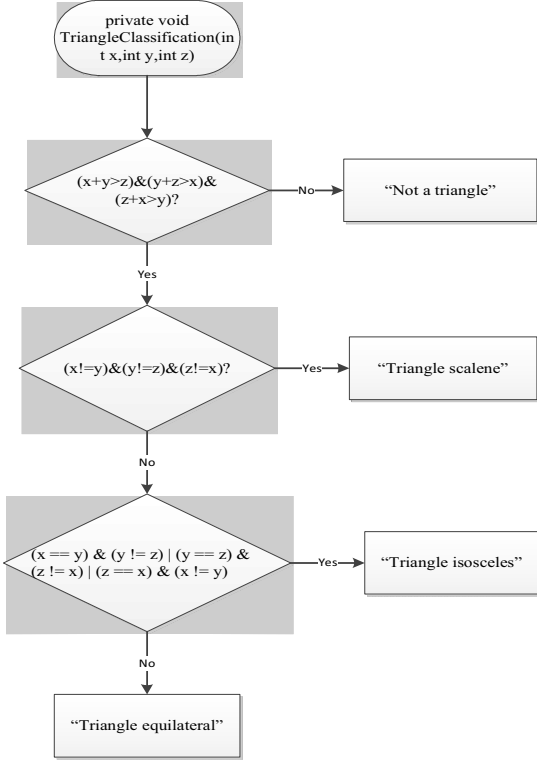 private void
TriangleClassification(in
t x,int y,int z)
(x+y>z)&(y+z>x)&
(z+x>y)?
No
“Not a triangle”
Yes
(x!=y)&(y!=z)&(z!=x)?
Yes
“Triangle scalene”
No
(x == y) & (y != z) | (y == z) &
(z != x) | (z == x) & (x != y)
Yes
“Triangle isosceles”
No
“Triangle equilateral”